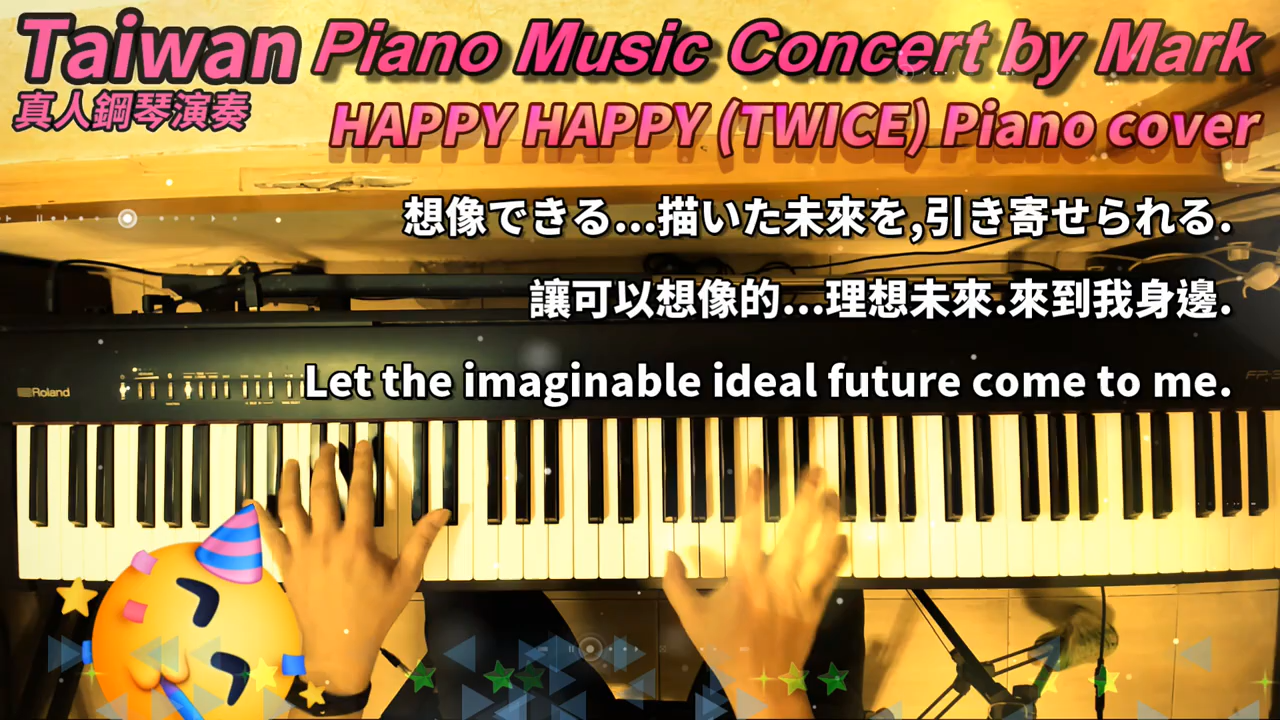 Taiwan Piano Music Concert by Mark
真人鋼琴演奏
HAPPY HAPPY (TWICE) Piano cover
想像できる...描いた未來を,引き寄せられる.
讓可以想像的...理想未來.來到我身邊.
Roland
Let the imaginable ideal future come to me.